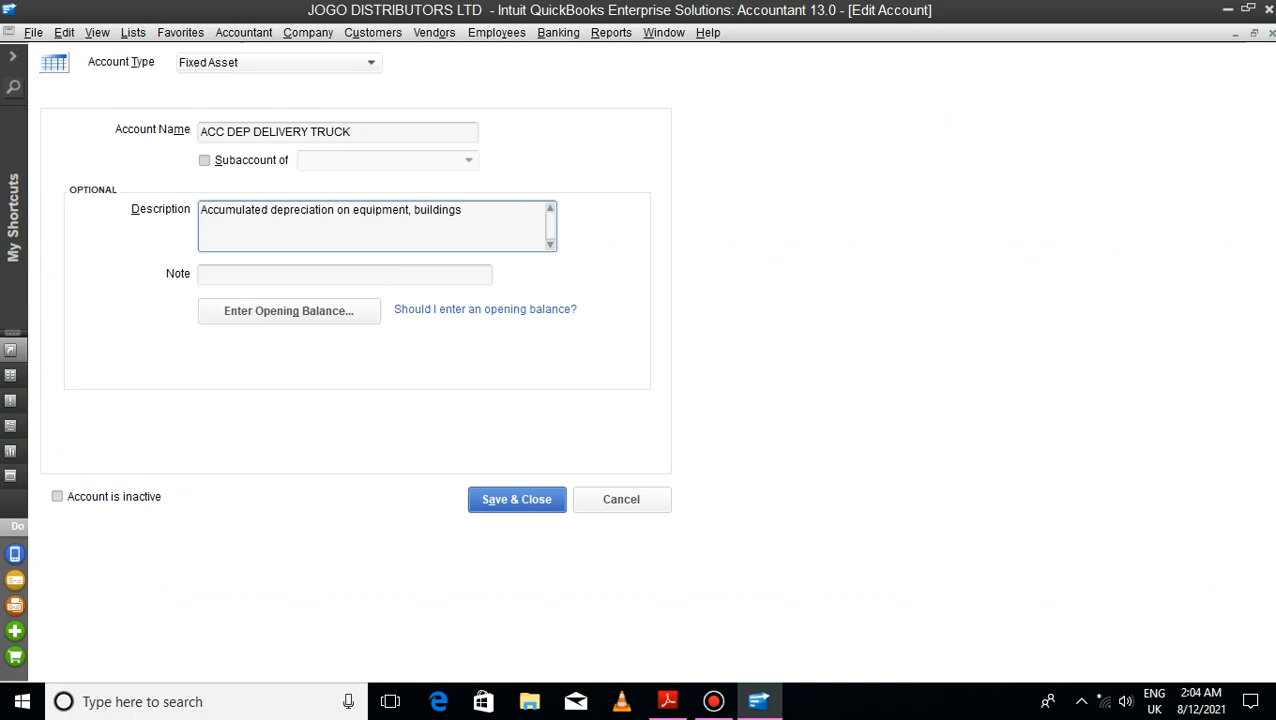 JOGO DISTRIBUTORS LTD - Intuit QuickBooks Enterprise Solutions: Accountant 13.0 - [Edit Account]
File Edit View Lists Favorites Accountant Company Customers Vendors Employees Banking Reports Window Help
Account Type Fixed Asset
Account Name ACC DEP DELIVERY TRUCK
Subaccount of
OPTIONAL
Description Accumulated depreciation on equipment, buildings
My Shortcuts
Note
Enter Opening Balance... Should I enter an opening balance?
Account is inactive Save & Close Cancel
Do
Type here to search
ENG 2:04 AM
UK 8/12/2021